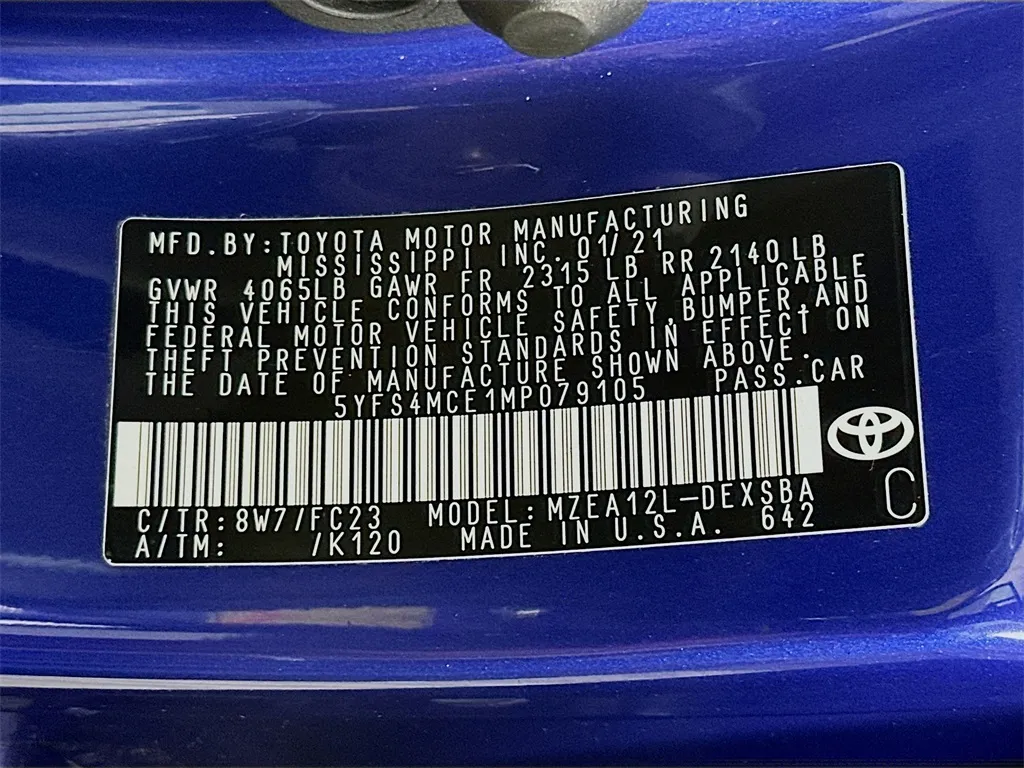 MFD.BY:TOYOTA MOTOR MANUFACTURING
MISSISSIPPI INC. 01/21
GVWR 4065LB GAWR FR 2315 LB RR 2140 LB
THIS VEHICLE CONFORMS TO ALL APPLICABLE
FEDERAL MOTOR VEHICLE SAFETY,BUMPER,AND
THEFT PREVENTION STANDARDS IN EFFECT ON
THE DATE OF MANUFACTURE SHOWN ABOVE.
5YFS4MCE1MP079105 PASS.CAR
C/TR:8W7/FC23 MODEL:MZEA12L-DEXSBA
A/TM: /K120 MADE IN U.S.A. 642
C